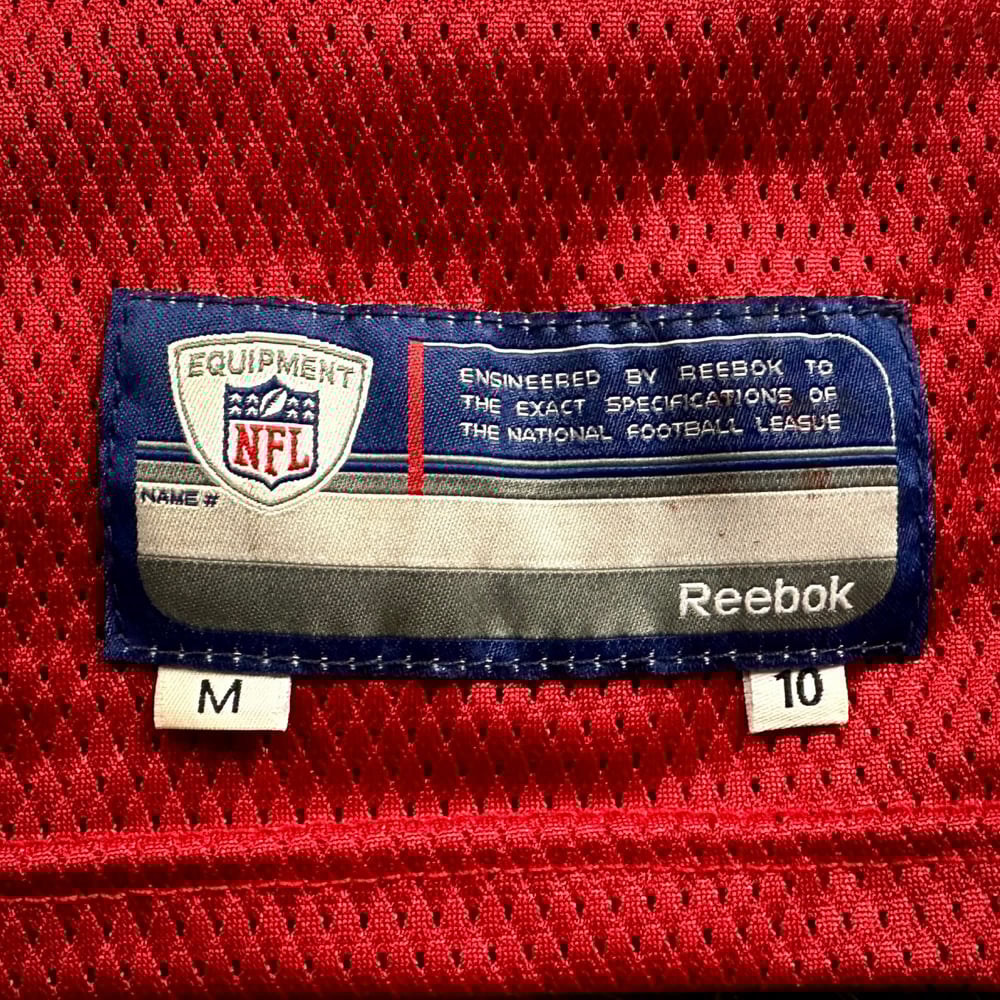 EQUIPMENT
NFL
ENGINEERED BY REEBOK TO
THE EXACT SPECIFICATIONS OF
THE NATIONAL FOOTBALL LEAGUE
NAME #
Reebok
M
10